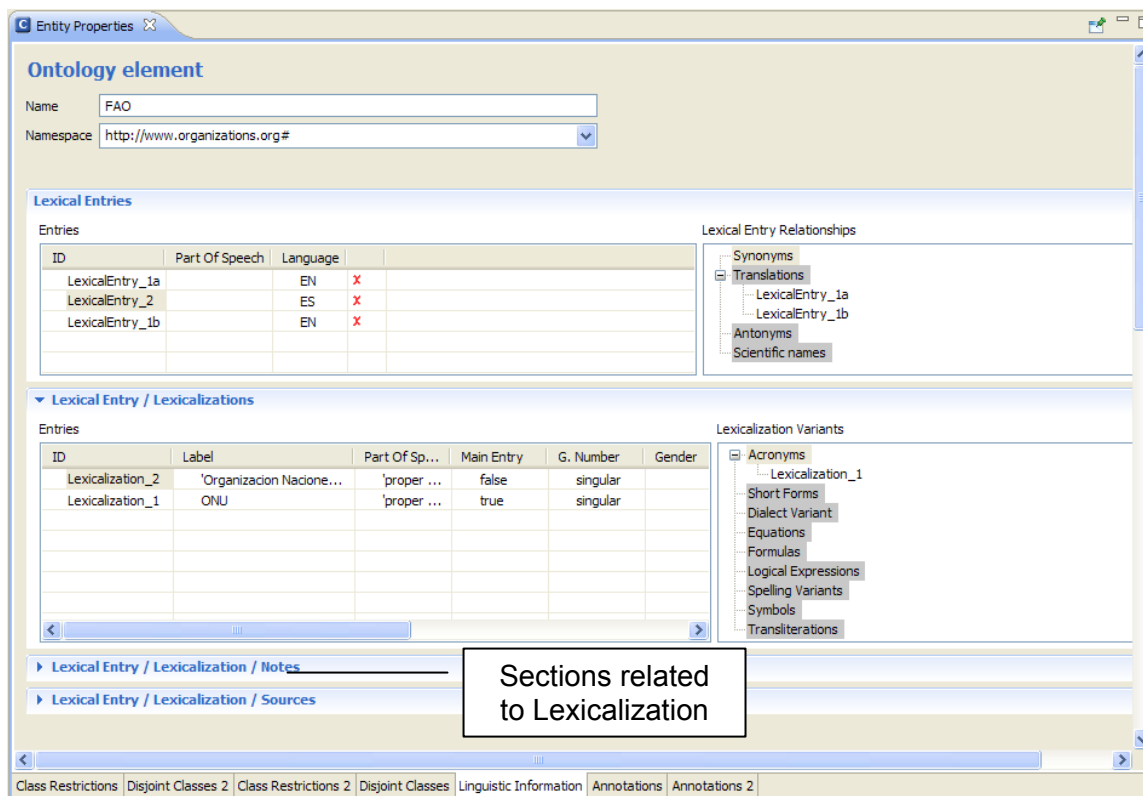 Entity Properties
Ontology element
Name FAO
Namespace http://www.organizations.org#
Lexical Entries
Entries
ID Part Of Speech Language
LexicalEntry_1a EN
LexicalEntry_2 ES
LexicalEntry_1b EN
Lexical Entry Relationships
Synonyms
Translations
LexicalEntry_1a
LexicalEntry_1b
Antonyms
Scientific names
Lexical Entry / Lexicalizations
Entries
ID Label Part Of Sp... Main Entry G. Number Gender
Lexicalization_2 'Organizacion Nacione... 'proper ... false singular
Lexicalization_1 ONU 'proper ... true singular
Lexicalization Variants
Acronyms
Lexicalization_1
Short Forms
Dialect Variant
Equations
Formulas
Logical Expressions
Spelling Variants
Symbols
Transliterations
Lexical Entry / Lexicalization / Notes
Lexical Entry / Lexicalization / Sources
Sections related
to Lexicalization
Class Restrictions Disjoint Classes 2 Class Restrictions 2 Disjoint Classes Linguistic Information Annotations Annotations 2